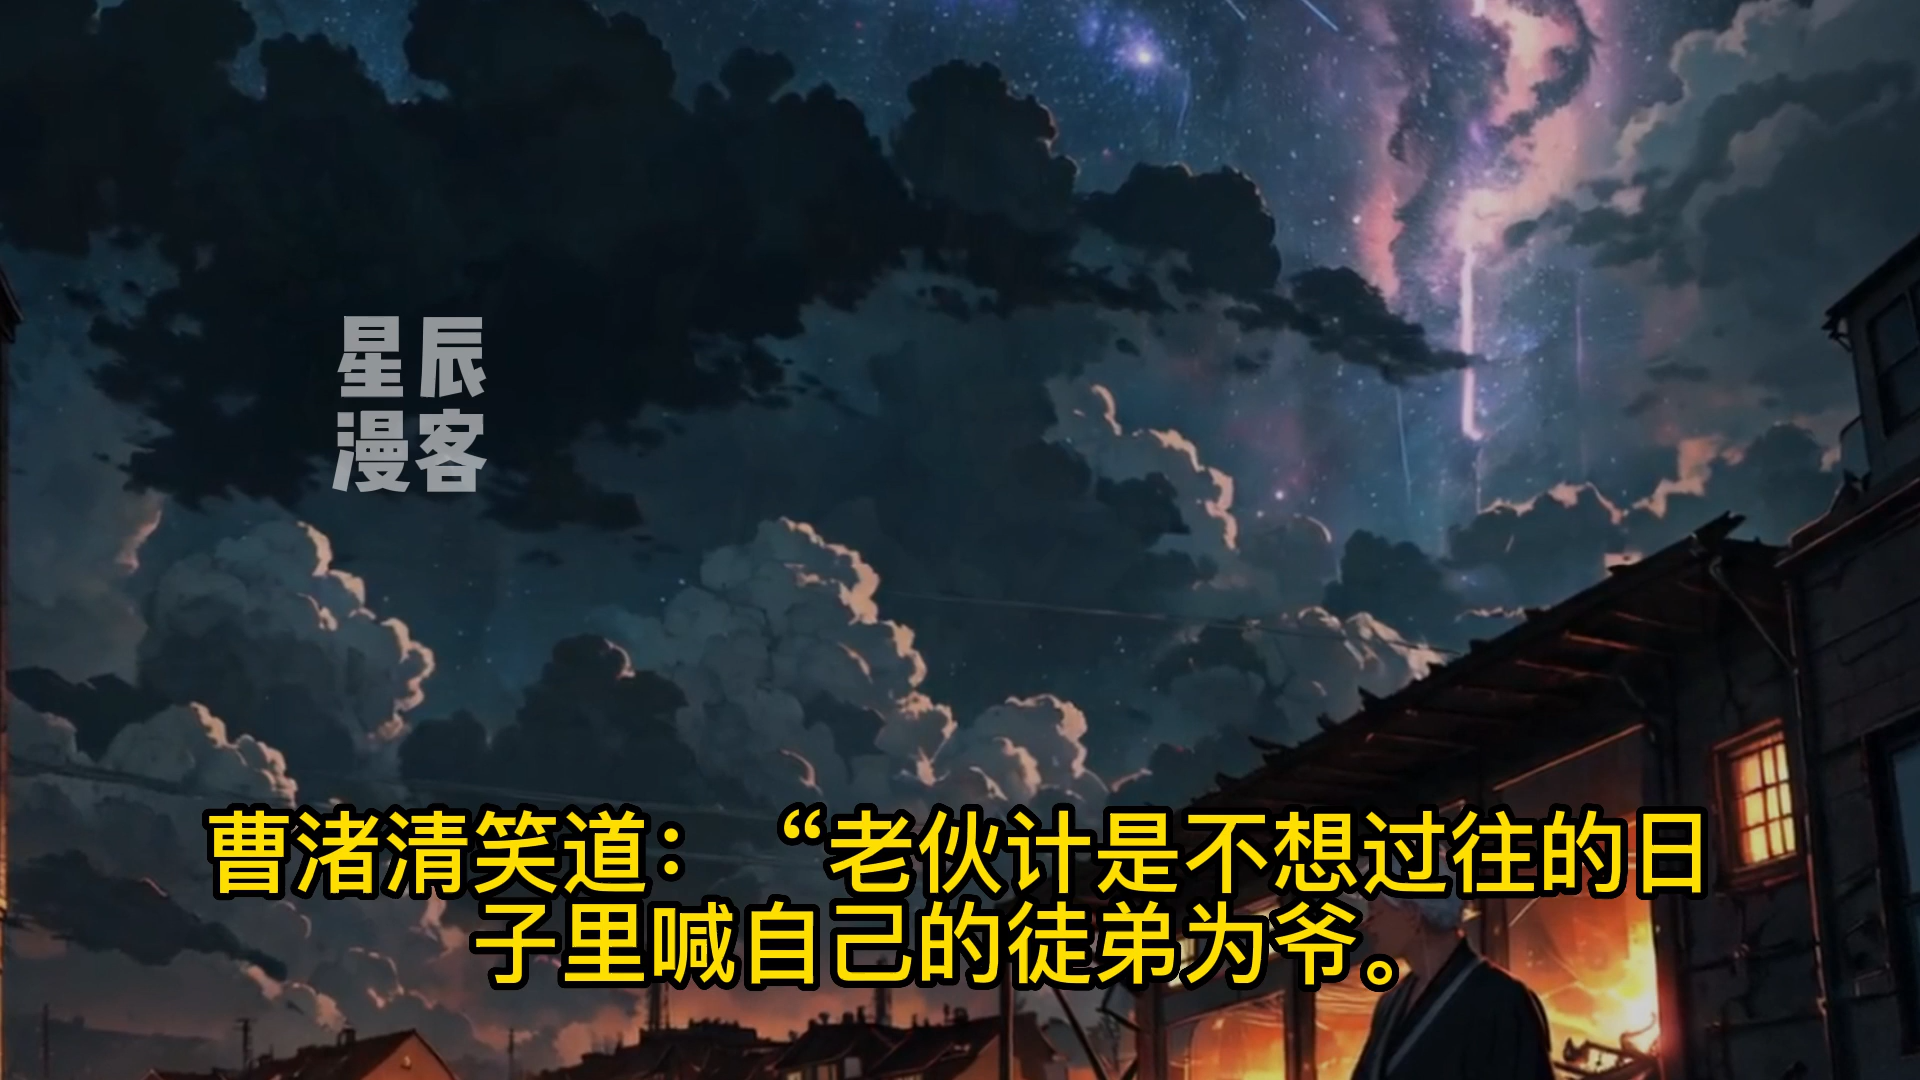 星辰
漫客
曹渚清笑道：“老伙计是不想过往的日
子里喊自己的徒弟为爷。